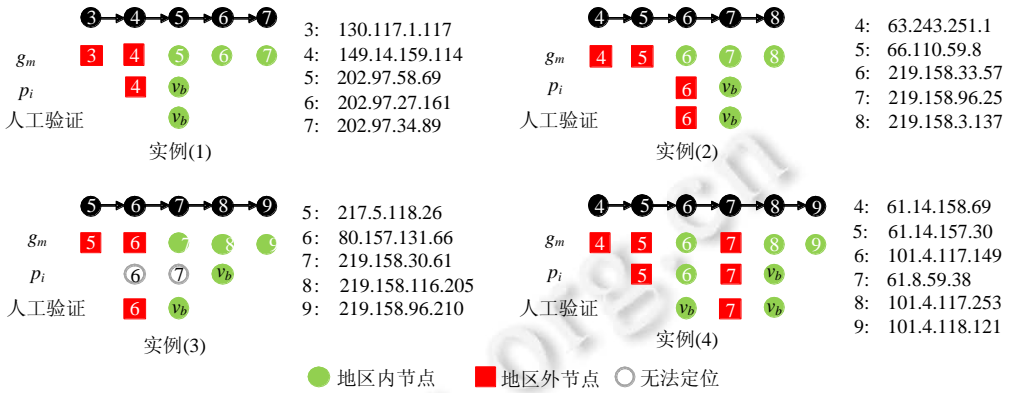 3 4 5 6 7
g_m 3 4 5 6 7
p_i 4 v_b
人工验证 v_b
实例(1)
3: 130.117.1.117
4: 149.14.159.114
5: 202.97.58.69
6: 202.97.27.161
7: 202.97.34.89
4 5 6 7 8
g_m 4 5 6 7 8
p_i 6 v_b
人工验证 6 v_b
实例(2)
4: 63.243.251.1
5: 66.110.59.8
6: 219.158.33.57
7: 219.158.96.25
8: 219.158.3.137
5 6 7 8 9
g_m 5 6 7 8 9
p_i 6 7 v_b
人工验证 6 v_b
实例(3)
5: 217.5.118.26
6: 80.157.131.66
7: 219.158.30.61
8: 219.158.116.205
9: 219.158.96.210
4 5 6 7 8 9
g_m 4 5 6 7 8 9
p_i 5 6 7 v_b
人工验证 v_b 7 v_b
实例(4)
4: 61.14.158.69
5: 61.14.157.30
6: 101.4.117.149
7: 61.8.59.38
8: 101.4.117.253
9: 101.4.118.121
地区内节点 地区外节点 无法定位
org.cn